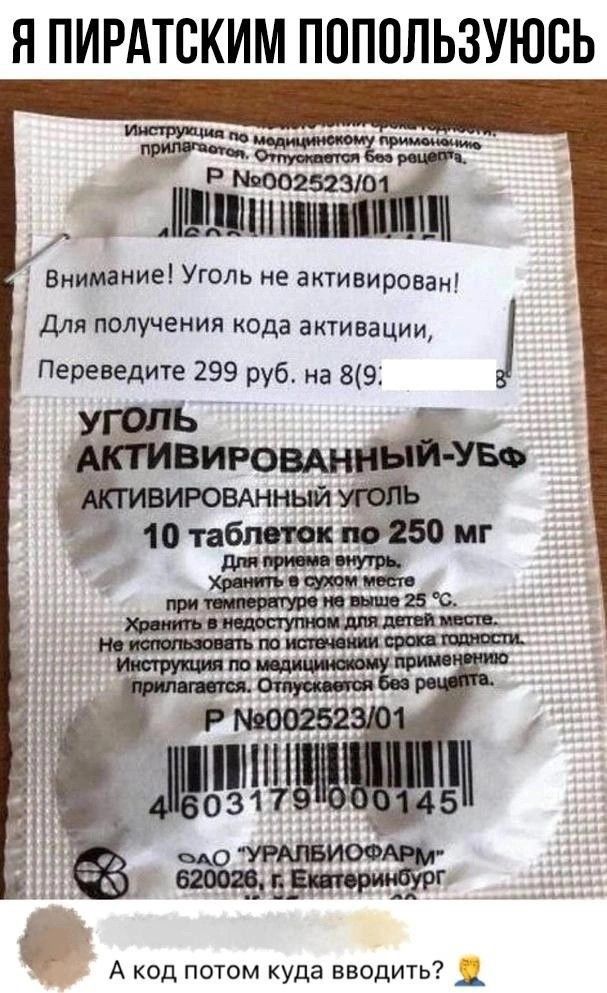 Я ПИРАТСКИМ ПОПОЛЬЗУЮСЬ
Инструкция по медицинскому применению
прилагается. Отпускается без рецепта.
Р №002523/01
Внимание! Уголь не активирован!
Для получения кода активации,
Переведите 299 руб. на 8(9 8
УГОЛЬ
АКТИВИРОВАННЫЙ-УБФ
АКТИВИРОВАННЫЙ УГОЛЬ
10 таблеток по 250 мг
Для приема внутрь.
Хранить в сухом месте
при температуре не выше 25 °С.
Хранить в недоступном для детей месте.
Не использовать по истечении срока годности.
Инструкция по медицинскому применению
прилагается. Отпускается без рецепта.
Р №002523/01
4 603179 000145
ОАО "УРАЛБИОФАРМ"
620026, г. Екатеринбург
А код потом куда вводить? 🤦‍♂️